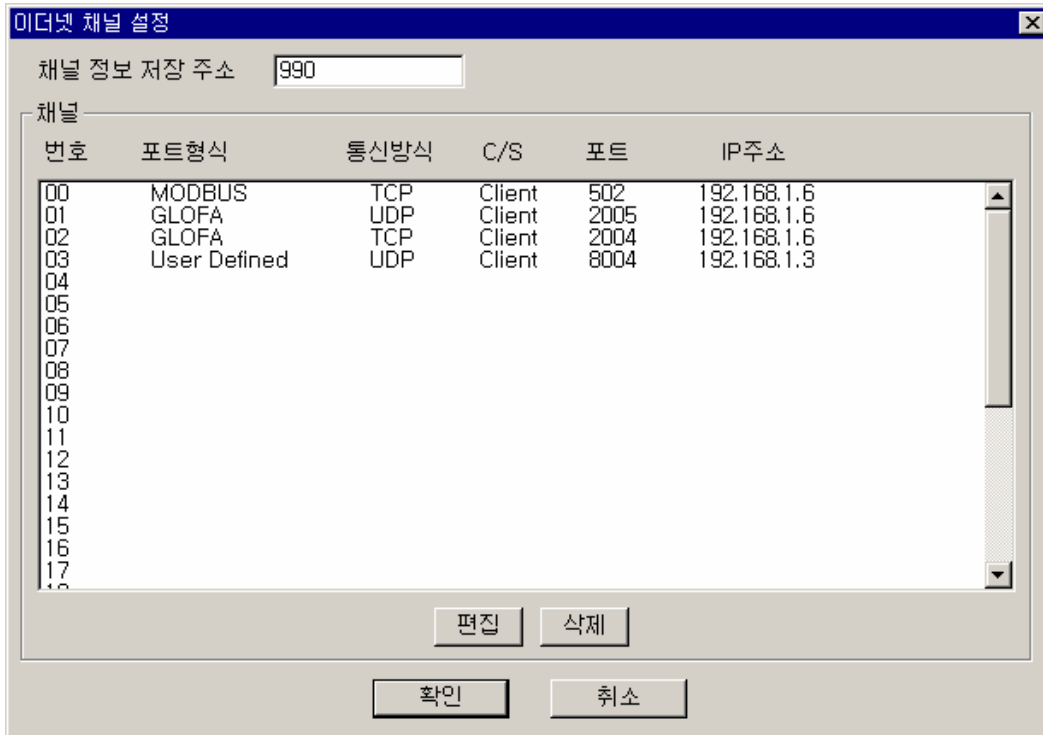 이더넷 채널 설정
채널 정보 저장 주소 990
채널
번호 포트형식 통신방식 C/S 포트 IP주소
00 MODBUS TCP Client 502 192.168.1.6
01 GLOFA UDP Client 2005 192.168.1.6
02 GLOFA TCP Client 2004 192.168.1.6
03 User Defined UDP Client 8004 192.168.1.3
04
05
06
07
08
09
10
11
12
13
14
15
16
17
편집 삭제
확인 취소